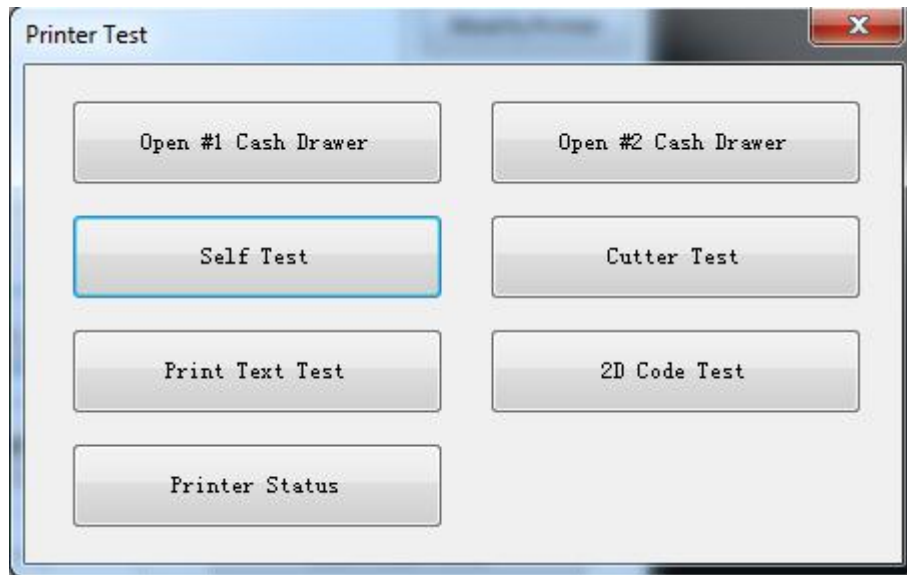 Printer Test
Open #1 Cash Drawer
Open #2 Cash Drawer
Self Test
Cutter Test
Print Text Test
2D Code Test
Printer Status